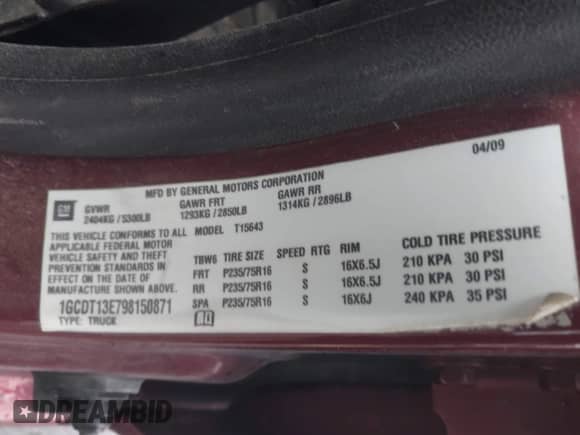 04/09
MFD BY GENERAL MOTORS CORPORATION
GM
GVWR GAWR FRT GAWR RR
2404KG / 5300LB 1293KG / 2850LB 1314KG / 2896LB
THIS VEHICLE CONFORMS TO ALL MODEL T15643
APPLICABLE FEDERAL MOTOR
VEHICLE SAFETY AND THEFT
PREVENTION STANDARDS IN
EFFECT ON THE DATE OF
MANUFACTURE SHOWN ABOVE.
1GCDT13E798150871
TYPE: TRUCK
TBW6 TIRE SIZE SPEED RTG RIM COLD TIRE PRESSURE
FRT P235/75R16 S 16X6.5J 210 KPA 30 PSI
RR P235/75R16 S 16X6.5J 210 KPA 30 PSI
SPA P235/75R16 S 16X6J 240 KPA 35 PSI
DREAMBID